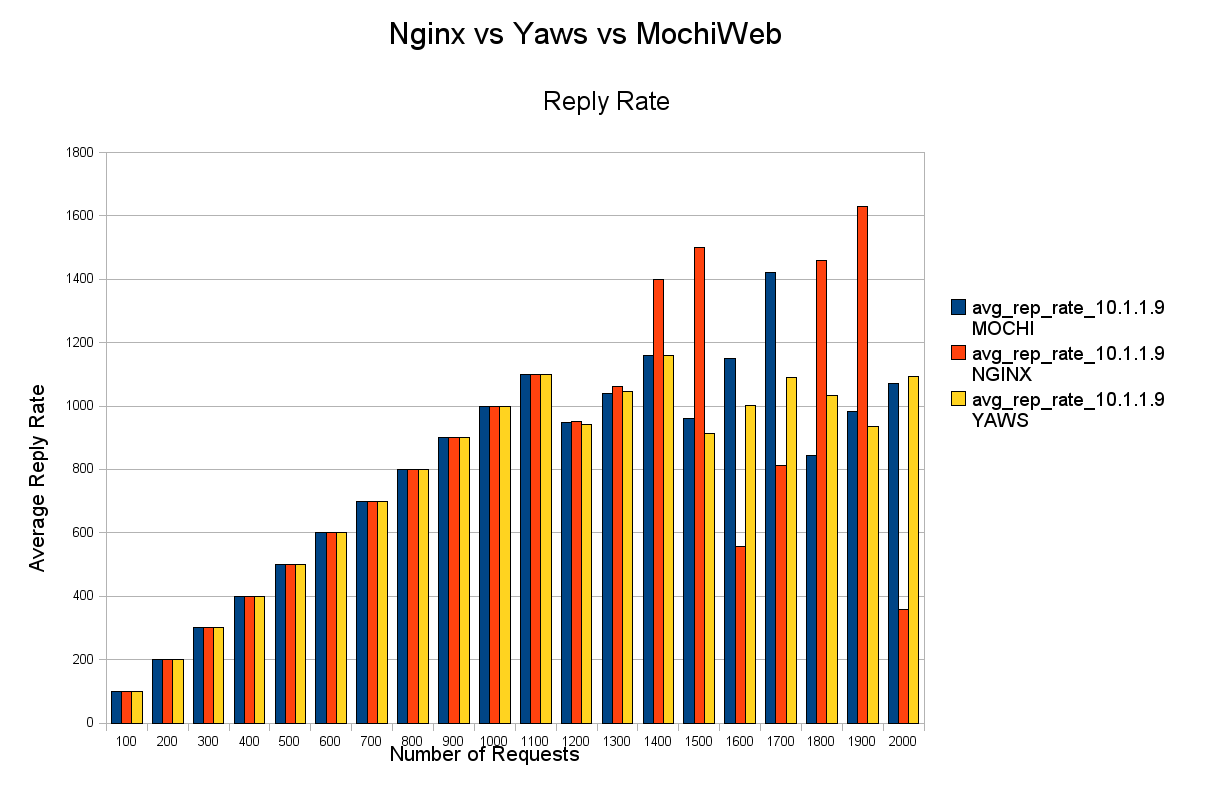 Nginx vs Yaws vs MochiWeb
Reply Rate
1800
1600
1400
1200
1000
800
600
400
200
0
Average Reply Rate
100 200 300 400 500 600 700 800 900 1000 1100 1200 1300 1400 1500 1600 1700 1800 1900 2000
Number of Requests
avg_rep_rate_10.1.1.9
MOCHI
avg_rep_rate_10.1.1.9
NGINX
avg_rep_rate_10.1.1.9
YAWS